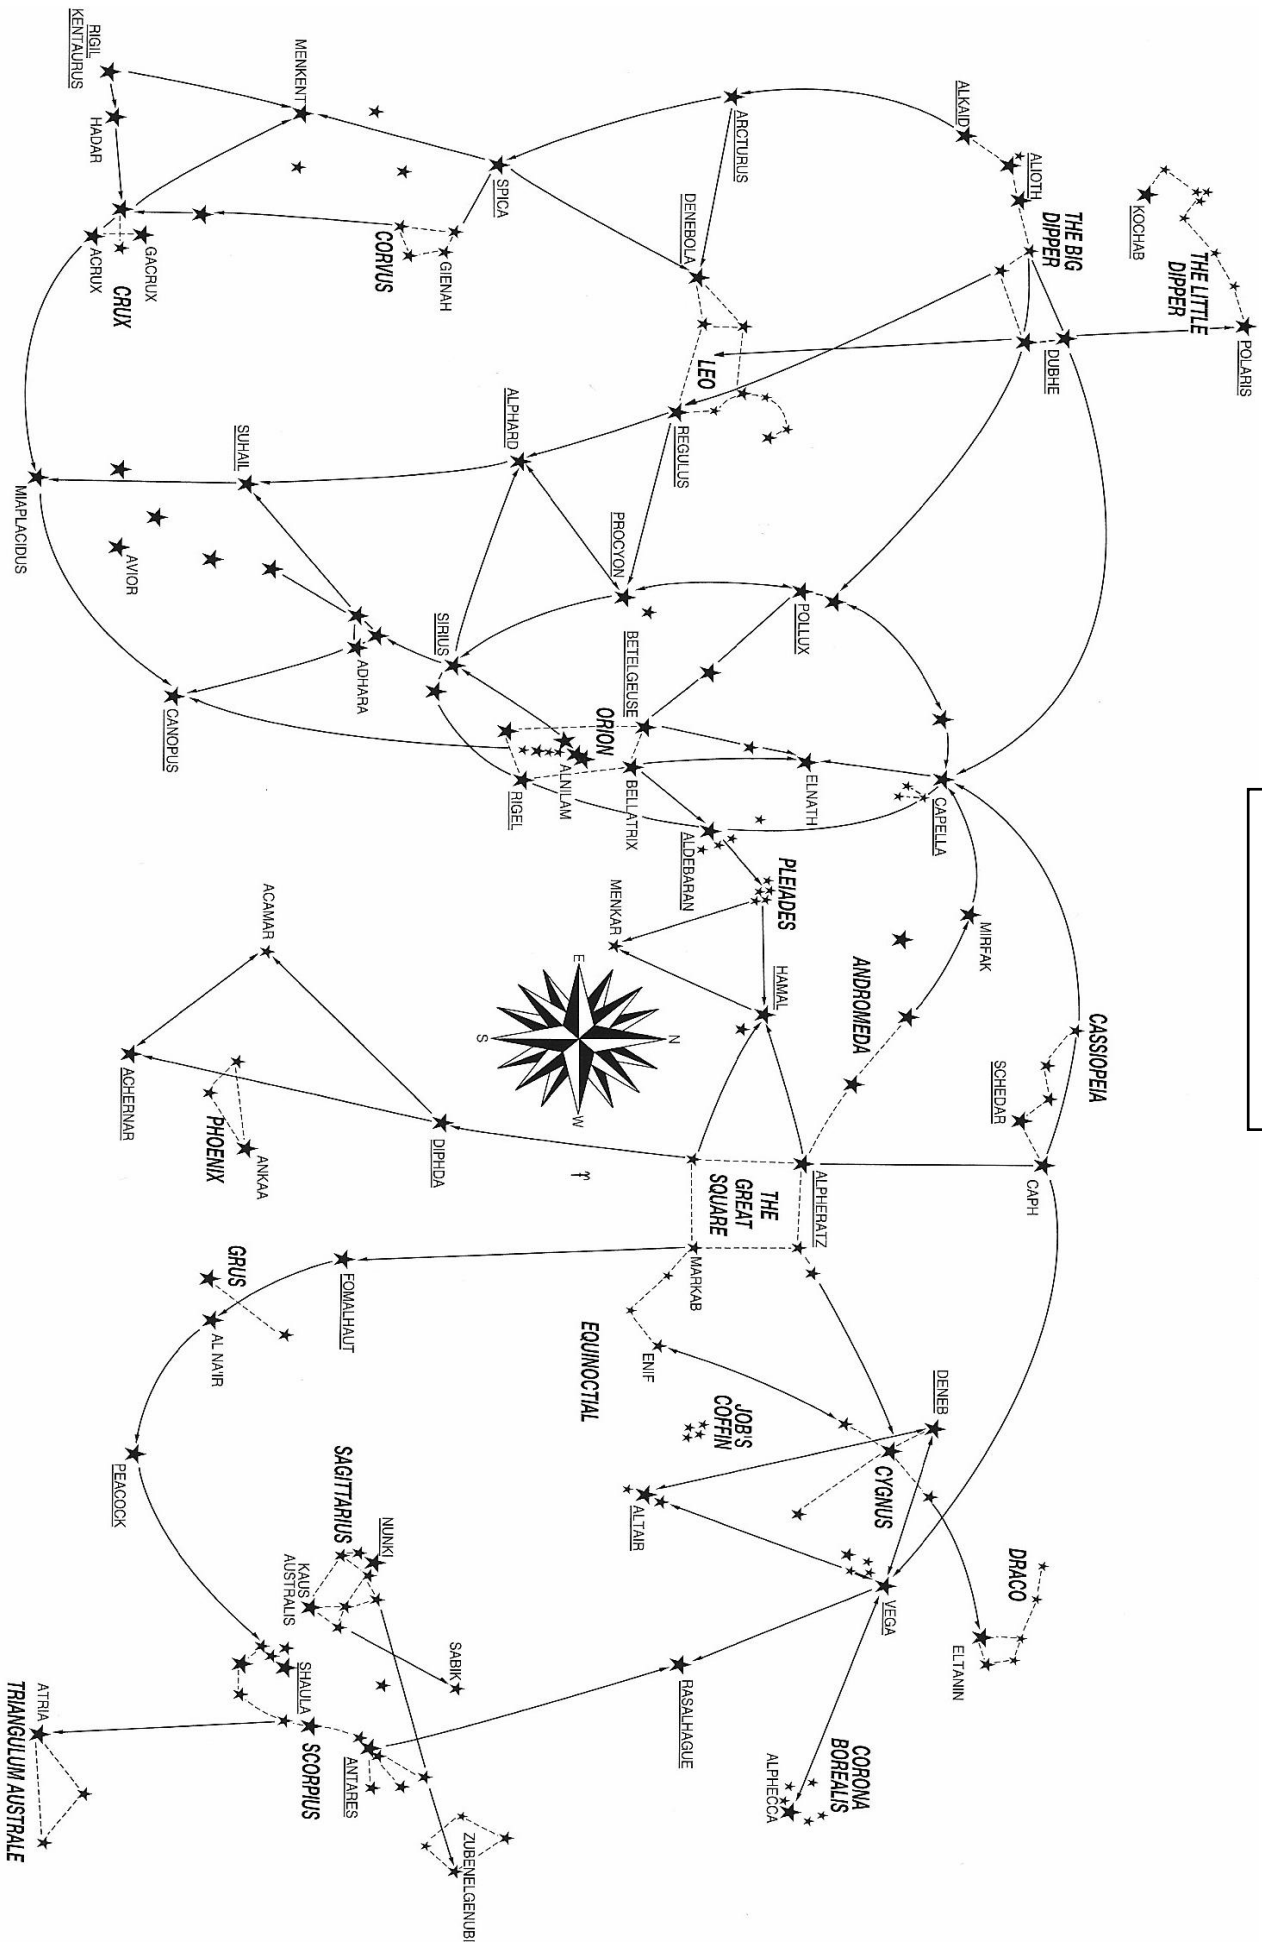 POLARIS
THE LITTLE
DIPPER
KOCHAB
CASSIOPEIA
THE BIG
DIPPER
DUBHE
ALIOTH
CAPH
DRACO
SCHEDAR
MIRFAK
ALKAID
ELTANIN
DENEB
CAPELLA
VEGA
CYGNUS
ANDROMEDA
CORONA
BOREALIS
ALPHERATZ
ELNATH
POLLUX
PLEIADES
HAMAL
THE
GREAT
SQUARE
ALPHECCA
JOB'S
COFFIN
ARCTURUS
LEO
MARKAB
DENEBOLA
RASALHAGUE
ALDEBARAN
REGULUS
N
ENIF
ALTAIR
BETELGEUSE
BELLATRIX
PROCYON
MENKAR
ORION
EQUINOCTIAL
E
W
♈
ALNILAM
RIGEL
ALPHARD
SPICA
S
ZUBENELGENUBI
SABIK
GIENAH
SIRIUS
DIPHDA
NUNKI
CORVUS
ADHARA
ANTARES
FOMALHAUT
SAGITTARIUS
SCORPIUS
SHAULA
MENKENT
KAUS
AUSTRALIS
ACAMAR
ANKAA
SUHAIL
GRUS
PHOENIX
AL NA'IR
CANOPUS
GACRUX
AVIOR
ACHERNAR
CRUX
PEACOCK
RIGIL
KENTAURUS
HADAR
ACRUX
ATRIA
MIAPLACIDUS
TRIANGULUM AUSTRALE